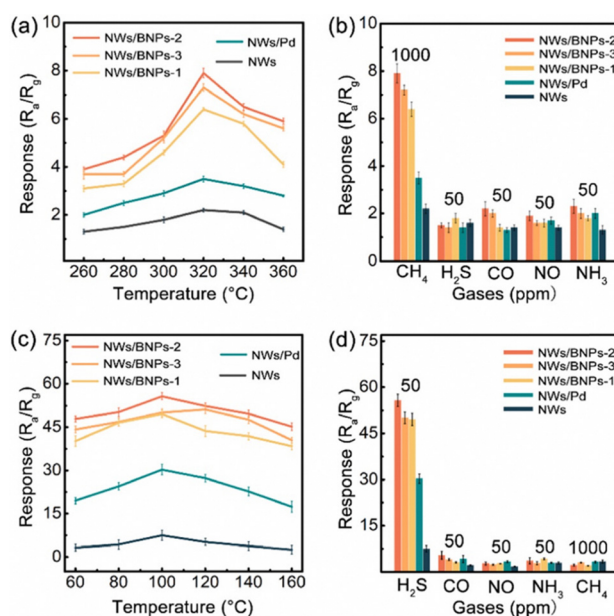 (a)
NWs/BNPs-2
NWs/BNPs-3
NWs/BNPs-1
NWs/Pd
NWs
Response (Rₐ/R₉)
10
8
6
4
2
260 280 300 320 340 360
Temperature (°C)
(b)
NWs/BNPs-2
NWs/BNPs-3
NWs/BNPs-1
NWs/Pd
NWs
1000
50
50
50
50
Response (Rₐ/R₉)
10
8
6
4
2
0
CH₄ H₂S CO NO NH₃
Gases (ppm)
(c)
NWs/BNPs-2
NWs/BNPs-3
NWs/BNPs-1
NWs/Pd
NWs
Response (Rₐ/R₉)
75
60
45
30
15
0
60 80 100 120 140 160
Temperature (°C)
(d)
NWs/BNPs-2
NWs/BNPs-3
NWs/BNPs-1
NWs/Pd
NWs
50
50
50
50
1000
Response (Rₐ/R₉)
75
60
45
30
15
H₂S CO NO NH₃ CH₄
Gases (ppm)